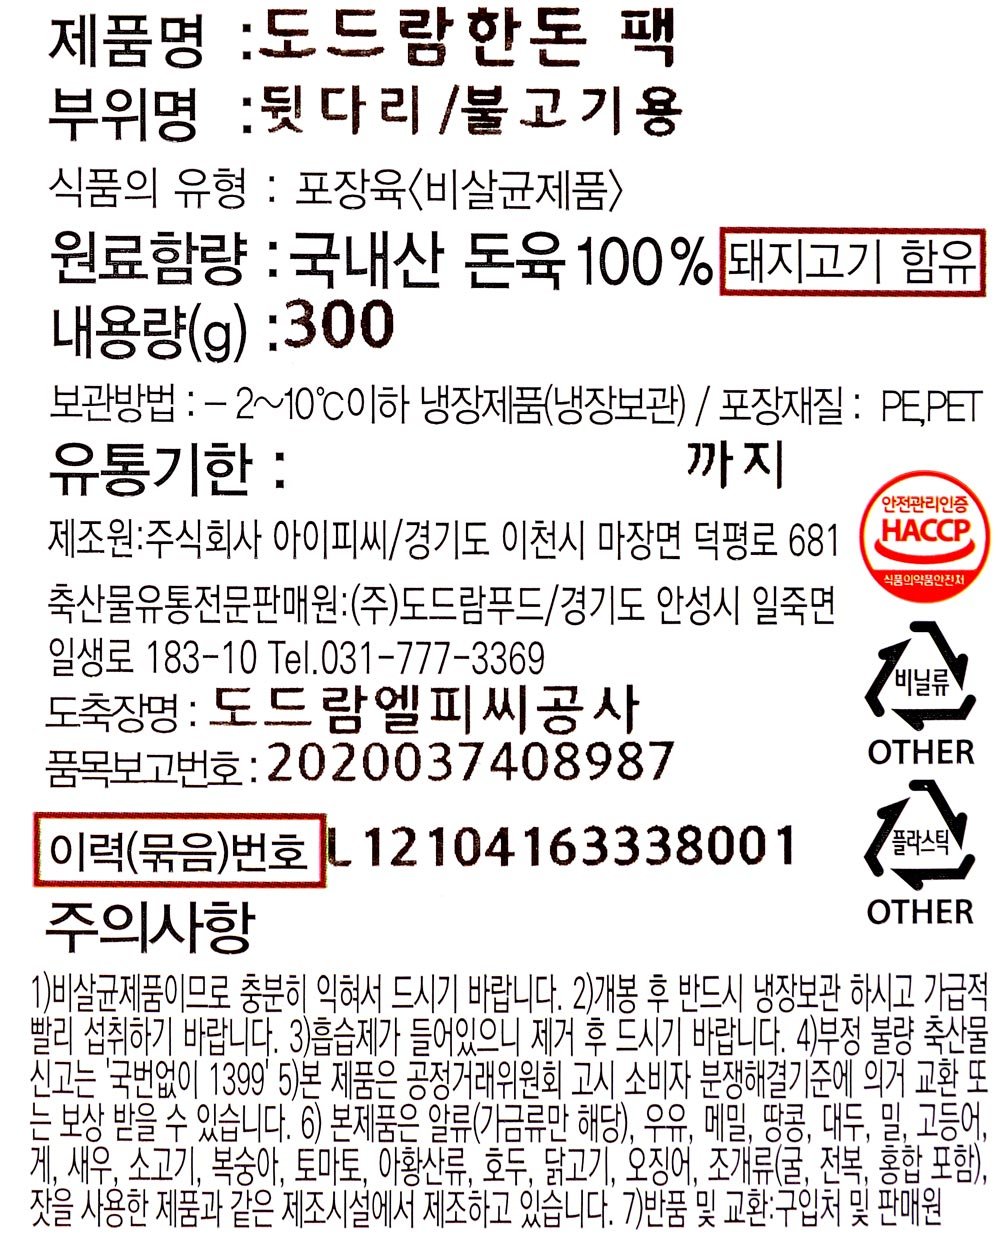 제품명 :도드람한돈 팩
부위명 :뒷다리/불고기용
식품의 유형 : 포장육<비살균제품>
원료함량 : 국내산 돈육 100% 돼지고기 함유
내용량(g) :300
보관방법 : - 2~10℃이하 냉장제품(냉장보관) / 포장재질 : PE,PET
유통기한 : 까지
제조원:주식회사 아이피씨/경기도 이천시 마장면 덕평로 681
안전관리인증
HACCP
식품의약품안전처
축산물유통전문판매원:(주)도드람푸드/경기도 안성시 일죽면
일생로 183-10 Tel.031-777-3369
비닐류
OTHER
도축장명 : 도드람엘피씨공사
품목보고번호 : 2020037408987
이력(묶음)번호 L12104163338001
플라스틱
OTHER
주의사항
1)비살균제품이므로 충분히 익혀서 드시기 바랍니다. 2)개봉 후 반드시 냉장보관 하시고 가급적
빨리 섭취하기 바랍니다. 3)흡습제가 들어있으니 제거 후 드시기 바랍니다. 4)부정 불량 축산물
신고는 '국번없이 1399' 5)본 제품은 공정거래위원회 고시 소비자 분쟁해결기준에 의거 교환 또
는 보상 받을 수 있습니다. 6) 본제품은 알류(가금류만 해당), 우유, 메밀, 땅콩, 대두, 밀, 고등어,
게, 새우, 소고기, 복숭아, 토마토, 아황산류, 호두, 닭고기, 오징어, 조개류(굴, 전복, 홍합 포함),
잣을 사용한 제품과 같은 제조시설에서 제조하고 있습니다. 7)반품 및 교환:구입처 및 판매원